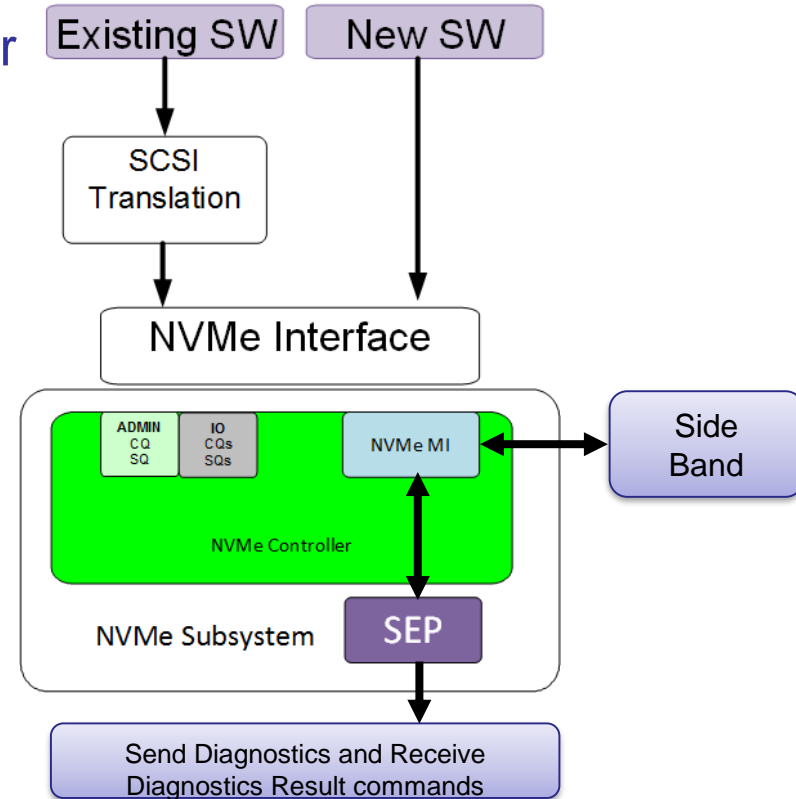 r
Existing SW
New SW
SCSI
Translation
NVMe Interface
ADMIN
CQ
SQ
IO
CQs
SQs
NVMe MI
Side
Band
NVMe Controller
NVMe Subsystem
SEP
Send Diagnostics and Receive
Diagnostics Result commands